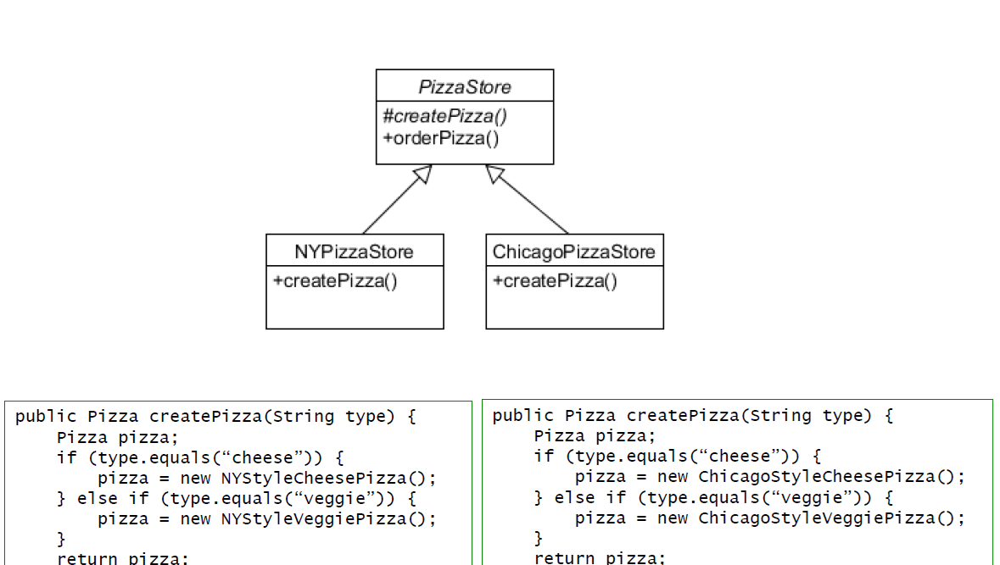 PizzaStore
#createPizza()
+orderPizza()
NYPizzaStore
+createPizza()
ChicagoPizzaStore
+createPizza()
public Pizza createPizza(String type) {
    Pizza pizza;
    if (type.equals(“cheese”)) {
        pizza = new NYStyleCheesePizza();
    } else if (type.equals(“veggie”)) {
        pizza = new NYStyleVeggiePizza();
    }
    return pizza;
public Pizza createPizza(String type) {
    Pizza pizza;
    if (type.equals(“cheese”)) {
        pizza = new ChicagoStyleCheesePizza();
    } else if (type.equals(“veggie”)) {
        pizza = new ChicagoStyleVeggiePizza();
    }
    return pizza;